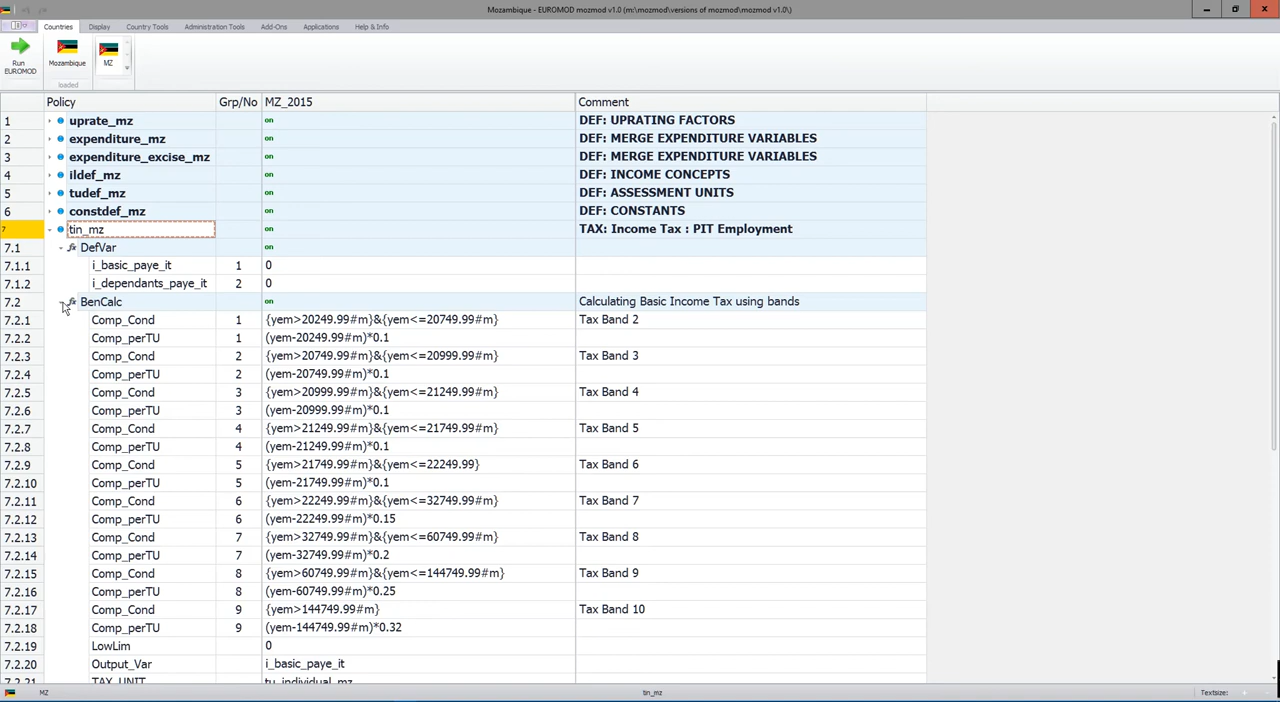 Mozambique - EUROMOD mozmod v1.0 (m:\mozmod\versions of mozmod\mozmod v1.0\)
Countries Display Country Tools Administration Tools Add-Ons Applications Help & Info
Run EUROMOD
Mozambique
MZ
loaded
Policy Grp/No MZ_2015 Comment
1 uprate_mz on DEF: UPRATING FACTORS
2 expenditure_mz on DEF: MERGE EXPENDITURE VARIABLES
3 expenditure_excise_mz on DEF: MERGE EXPENDITURE VARIABLES
4 ildef_mz on DEF: INCOME CONCEPTS
5 tudef_mz on DEF: ASSESSMENT UNITS
6 constdef_mz on DEF: CONSTANTS
7 tin_mz on TAX: Income Tax : PIT Employment
7.1 fx DefVar on
7.1.1 i_basic_paye_it 1 0
7.1.2 i_dependants_paye_it 2 0
7.2 fx BenCalc on Calculating Basic Income Tax using bands
7.2.1 Comp_Cond 1 {yem>20249.99#m}&{yem<=20749.99#m} Tax Band 2
7.2.2 Comp_perTU 1 (yem-20249.99#m)*0.1
7.2.3 Comp_Cond 2 {yem>20749.99#m}&{yem<=20999.99#m} Tax Band 3
7.2.4 Comp_perTU 2 (yem-20749.99#m)*0.1
7.2.5 Comp_Cond 3 {yem>20999.99#m}&{yem<=21249.99#m} Tax Band 4
7.2.6 Comp_perTU 3 (yem-20999.99#m)*0.1
7.2.7 Comp_Cond 4 {yem>21249.99#m}&{yem<=21749.99#m} Tax Band 5
7.2.8 Comp_perTU 4 (yem-21249.99#m)*0.1
7.2.9 Comp_Cond 5 {yem>21749.99#m}&{yem<=22249.99} Tax Band 6
7.2.10 Comp_perTU 5 (yem-21749.99#m)*0.1
7.2.11 Comp_Cond 6 {yem>22249.99#m}&{yem<=32749.99#m} Tax Band 7
7.2.12 Comp_perTU 6 (yem-22249.99#m)*0.15
7.2.13 Comp_Cond 7 {yem>32749.99#m}&{yem<=60749.99#m} Tax Band 8
7.2.14 Comp_perTU 7 (yem-32749.99#m)*0.2
7.2.15 Comp_Cond 8 {yem>60749.99#m}&{yem<=144749.99#m} Tax Band 9
7.2.16 Comp_perTU 8 (yem-60749.99#m)*0.25
7.2.17 Comp_Cond 9 {yem>144749.99#m} Tax Band 10
7.2.18 Comp_perTU 9 (yem-144749.99#m)*0.32
7.2.19 LowLim 0
7.2.20 Output_Var i_basic_paye_it
7.2.21 TAX_UNIT tu_individual_mz
MZ tin_mz Textsize: